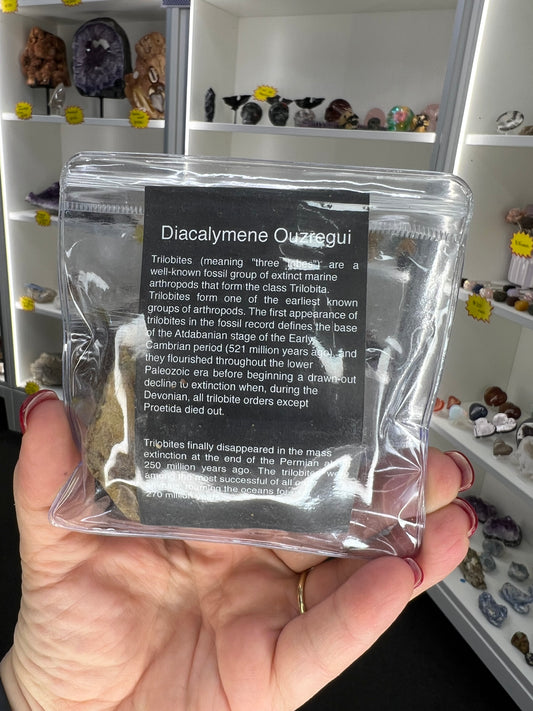 Diacalymene Ouzregui
Trilobites (meaning "three lobes") are a
well-known fossil group of extinct marine
arthropods that form the class Trilobita.
Trilobites form one of the earliest known
groups of arthropods. The first appearance of
trilobites in the fossil record defines the base
of the Atdabanian stage of the Early
Cambrian period (521 million years ago), and
they flourished throughout the lower
Paleozoic era before beginning a drawn-out
decline to extinction when, during the
Devonian, all trilobite orders except
Proetida died out.
Trilobites finally disappeared in the mass
extinction at the end of the Permian
250 million years ago. The trilobites
among the most successful of all
the oceans for
270